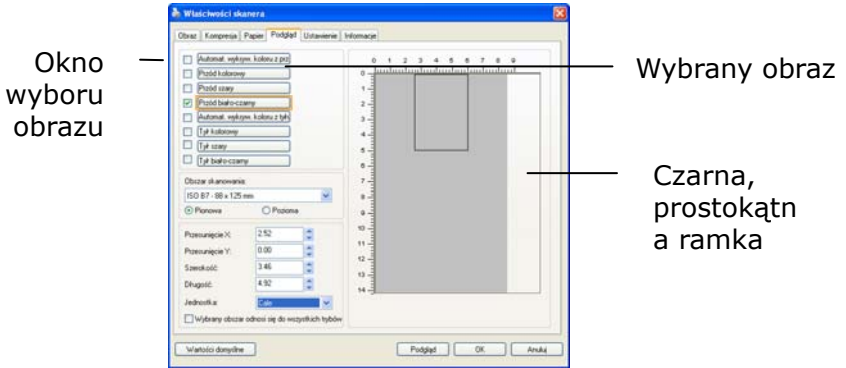 Właściwości skanera
Obraz Kompresja Papier Podgląd Ustawienie Informacje
Okno
wyboru
obrazu
Automat. wykryw. koloru z prz
Przód kolorowy
Przód szary
Przód biało-czarny
Automat. wykryw. koloru z tyłu
Tył kolorowy
Tył szary
Tył biało-czarny
Obszar skanowania:
ISO B7 - 88 x 125 mm
Pionowa Pozioma
Przesunięcie X: 2.52
Przesunięcie Y: 0.00
Szerokość: 3.46
Długość: 4.92
Jednostka: Cale
Wybrany obszar odnosi się do wszystkich trybów
0 1 2 3 4 5 6 7 8 9
0
1
2
3
4
5
6
7
8
9
10
11
12
13
14
Wybrany obraz
Czarna,
prostokątn
a ramka
Wartości domyślne Podgląd OK Anuluj